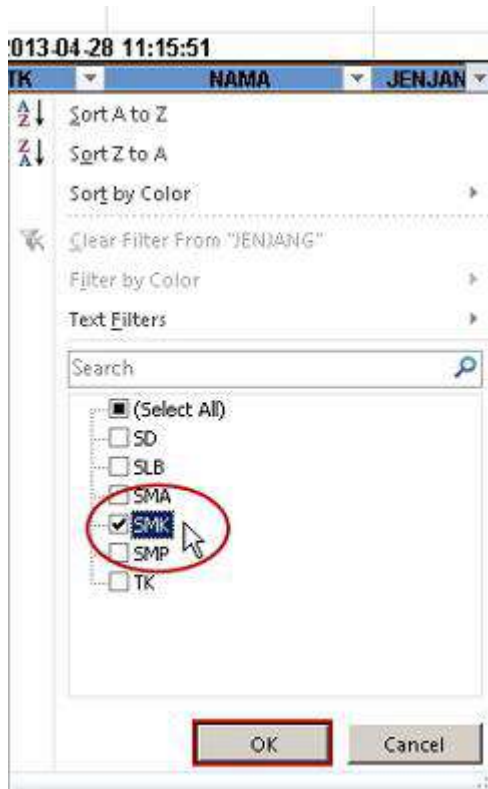 2013-04-28 11:15:51
TK NAMA JENJAN
Sort A to Z
Sort Z to A
Sort by Color
Clear Filter From "JENJANG"
Filter by Color
Text Filters
Search
(Select All)
SD
SLB
SMA
SMK
SMP
TK
OK Cancel